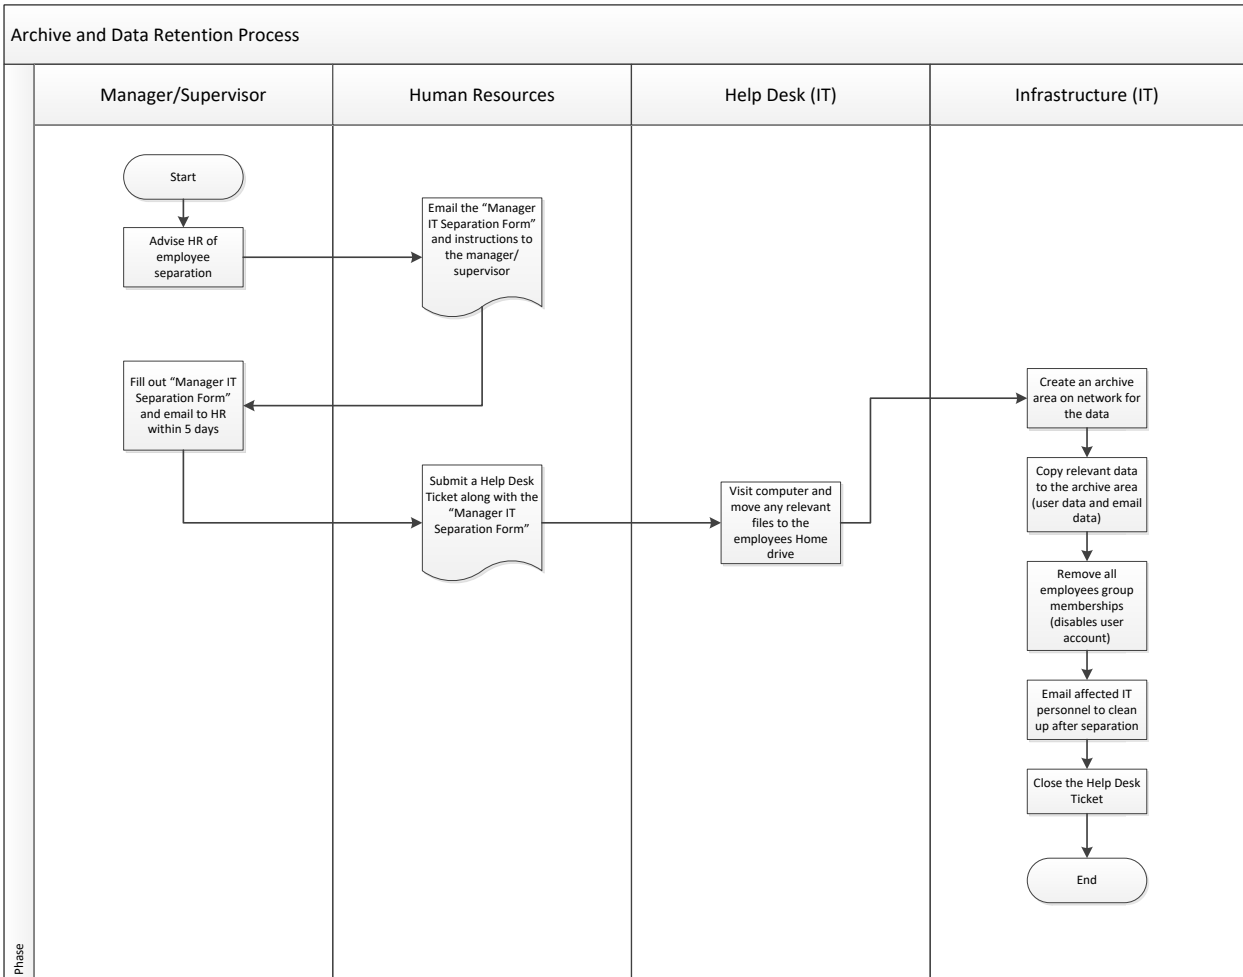 Archive and Data Retention Process
Manager/Supervisor
Human Resources
Help Desk (IT)
Infrastructure (IT)
Start
Advise HR of
employee
separation
Email the “Manager
IT Separation Form”
and instructions to
the manager/
supervisor
Fill out “Manager IT
Separation Form”
and email to HR
within 5 days
Submit a Help Desk
Ticket along with the
“Manager IT
Separation Form”
Visit computer and
move any relevant
files to the
employees Home
drive
Create an archive
area on network for
the data
Copy relevant data
to the archive area
(user data and email
data)
Remove all
employees group
memberships
(disables user
account)
Email affected IT
personnel to clean
up after separation
Close the Help Desk
Ticket
End
Phase